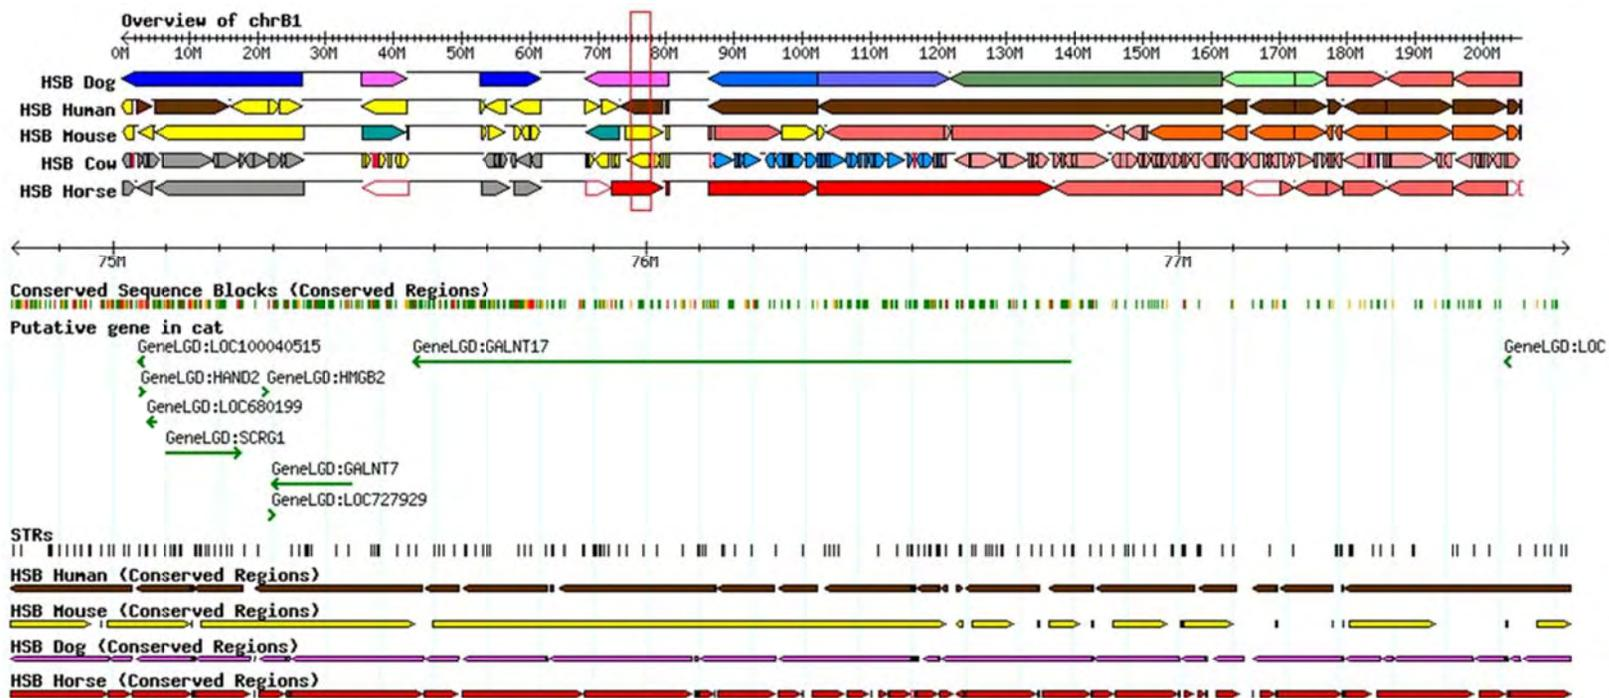 Overview of chrB1
0M 10M 20M 30M 40M 50M 60M 70M 80M 90M 100M 110M 120M 130M 140M 150M 160M 170M 180M 190M 200M
HSB Dog
HSB Human
HSB Mouse
HSB Cow
HSB Horse
75M 76M 77M
Conserved Sequence Blocks (Conserved Regions)
Putative gene in cat
GeneLGD:LOC100040515 GeneLGD:GALNT17 GeneLGD:LOC
GeneLGD:HAND2 GeneLGD:HMGB2
GeneLGD:LOC680199
GeneLGD:SCRG1
GeneLGD:GALNT7
GeneLGD:LOC727929
STRs
HSB Human (Conserved Regions)
HSB Mouse (Conserved Regions)
HSB Dog (Conserved Regions)
HSB Horse (Conserved Regions)